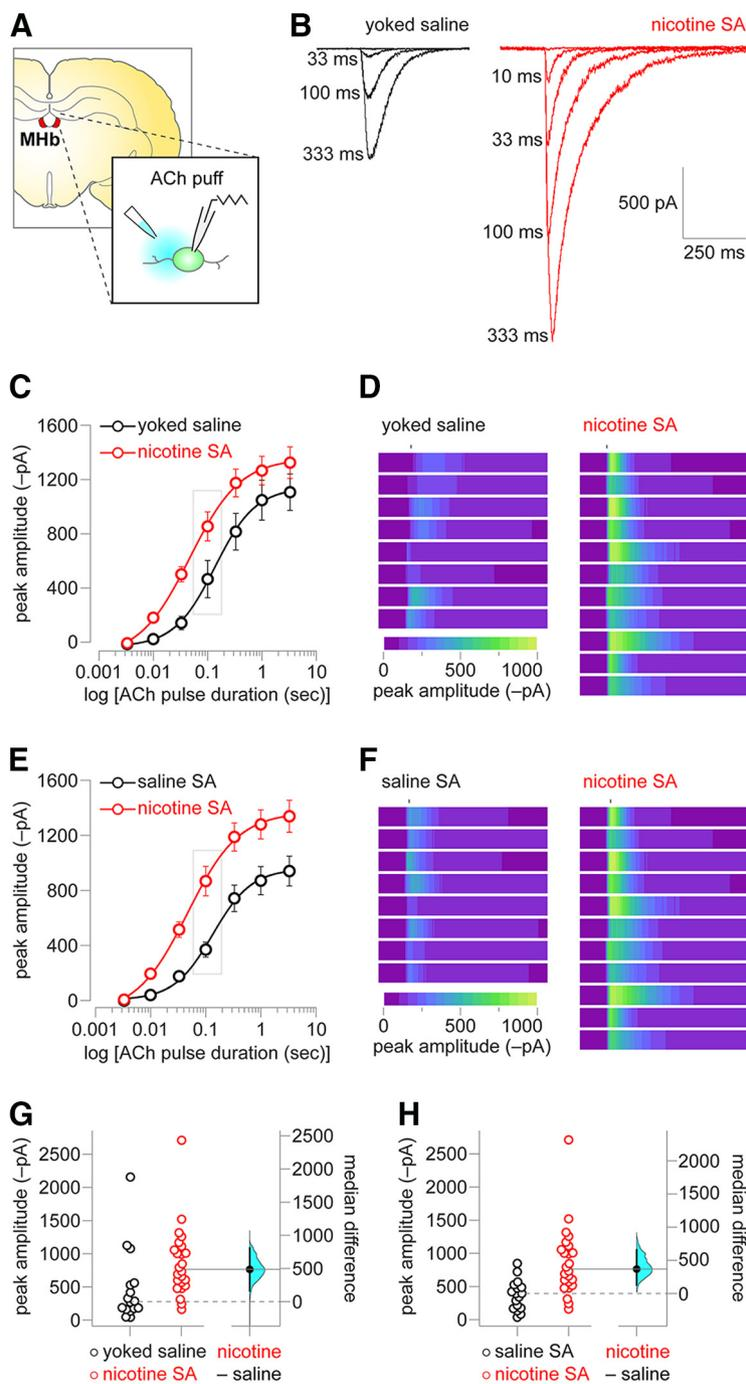 A
MHb
ACh puff
B
yoked saline
33 ms
100 ms
333 ms
nicotine SA
10 ms
33 ms
100 ms
333 ms
500 pA
250 ms
C
1600
1200
800
400
0
peak amplitude (–pA)
yoked saline
nicotine SA
0.001 0.01 0.1 1 10
log [ACh pulse duration (sec)]
D
yoked saline
nicotine SA
0 500 1000
peak amplitude (–pA)
E
1600
1200
800
400
0
peak amplitude (–pA)
saline SA
nicotine SA
0.001 0.01 0.1 1 10
log [ACh pulse duration (sec)]
F
saline SA
nicotine SA
0 500 1000
peak amplitude (–pA)
G
peak amplitude (–pA)
2500
2000
1500
1000
500
0
2500
2000
1500
1000
500
0
median difference
yoked saline
nicotine SA
nicotine
– saline
H
peak amplitude (–pA)
2500
2000
1500
1000
500
0
2000
1500
1000
500
0
median difference
saline SA
nicotine SA
nicotine
– saline